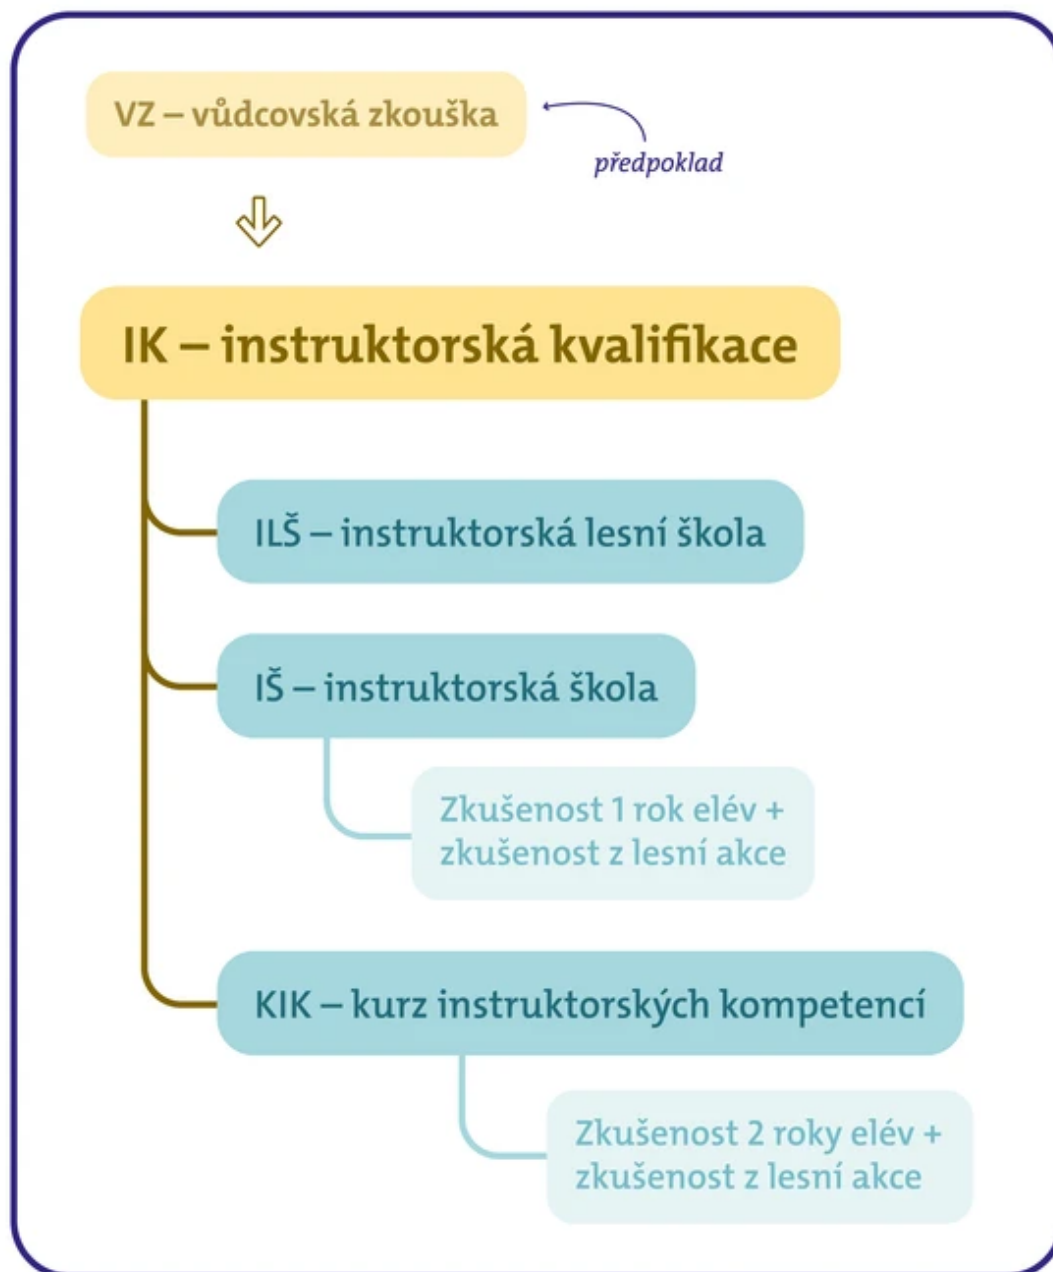 VZ – vůdcovská zkouška
předpoklad
IK – instruktorská kvalifikace
ILŠ – instruktorská lesní škola
IŠ – instruktorská škola
Zkušenost 1 rok elév +
zkušenost z lesní akce
KIK – kurz instruktorských kompetencí
Zkušenost 2 roky elév +
zkušenost z lesní akce